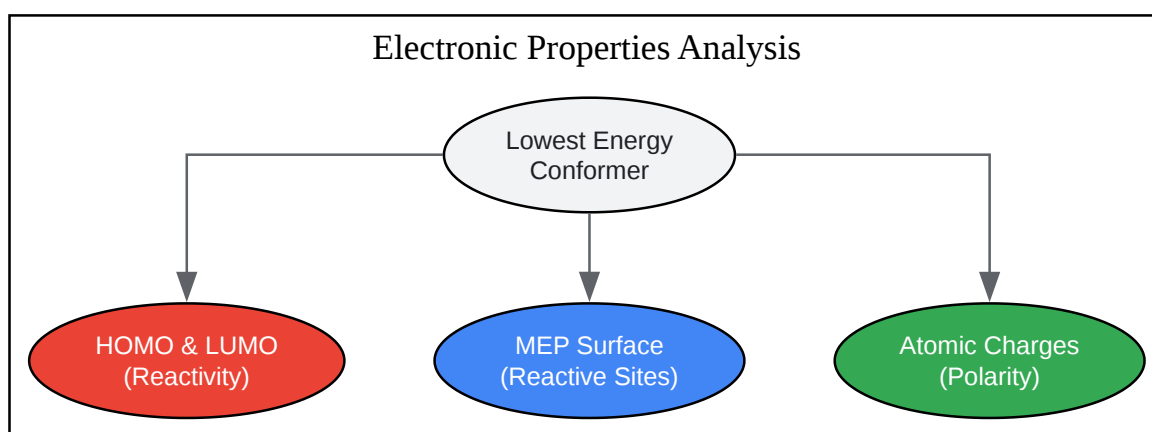 Electronic Properties Analysis
Lowest Energy
Conformer
HOMO & LUMO
(Reactivity)
MEP Surface
(Reactive Sites)
Atomic Charges
(Polarity)